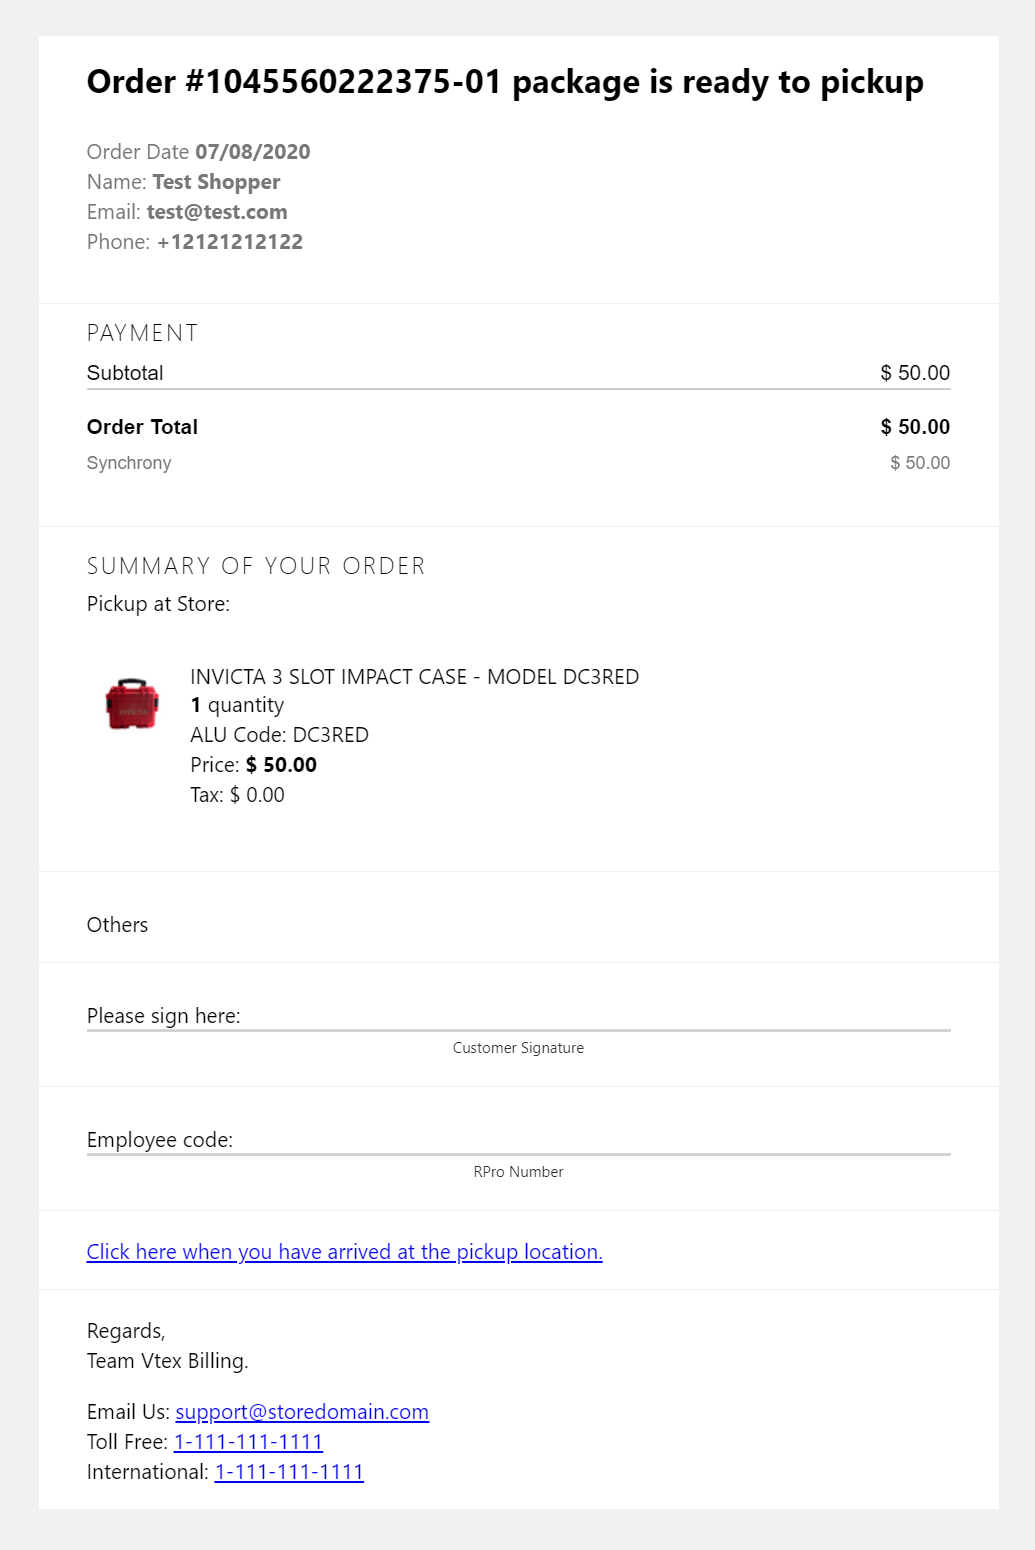 Order #1045560222375-01 package is ready to pickup
Order Date 07/08/2020
Name: Test Shopper
Email: test@test.com
Phone: +12121212122
PAYMENT
Subtotal $ 50.00
Order Total $ 50.00
Synchrony $ 50.00
SUMMARY OF YOUR ORDER
Pickup at Store:
INVICTA
INVICTA 3 SLOT IMPACT CASE - MODEL DC3RED
1 quantity
ALU Code: DC3RED
Price: $ 50.00
Tax: $ 0.00
Others
Please sign here:
Customer Signature
Employee code:
RPro Number
Click here when you have arrived at the pickup location.
Regards,
Team Vtex Billing.
Email Us: support@storedomain.com
Toll Free: 1-111-111-1111
International: 1-111-111-1111